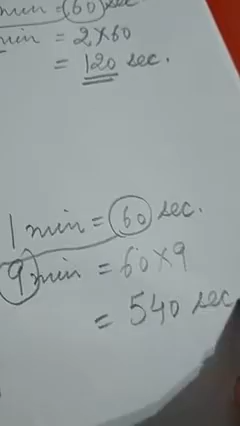 min = 60 sec
min = 2×60
= 120 sec.
1 min = 60 sec.
9 min = 60×9
= 540 sec